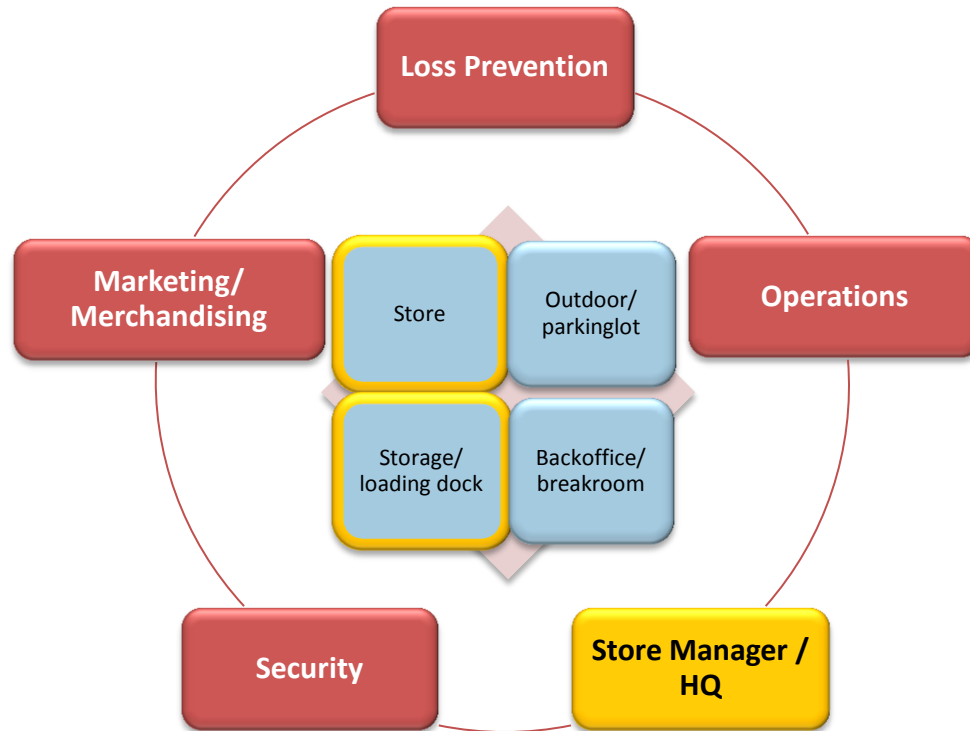 Loss Prevention
Marketing/
Merchandising
Operations
Store
Outdoor/
parkinglot
Storage/
loading dock
Backoffice/
breakroom
Security
Store Manager /
HQ